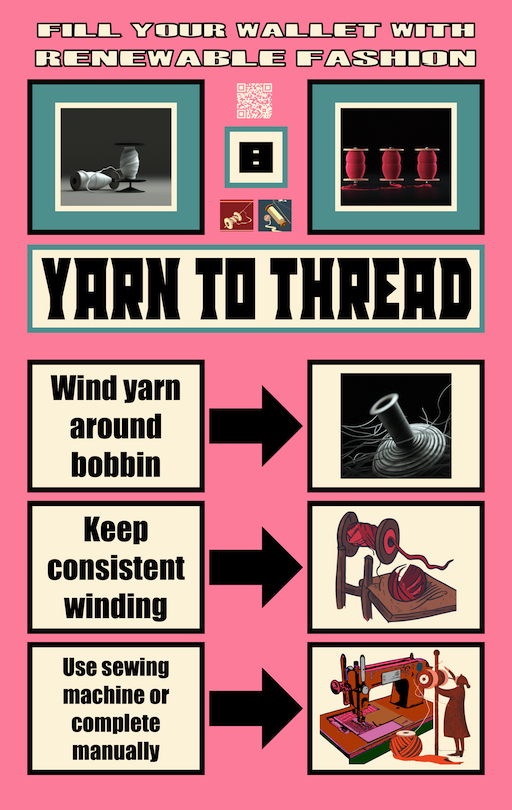 FILL YOUR WALLET WITH
RENEWABLE FASHION
8
YARN TO THREAD
Wind yarn
around
bobbin
Keep
consistent
winding
Use sewing
machine or
complete
manually